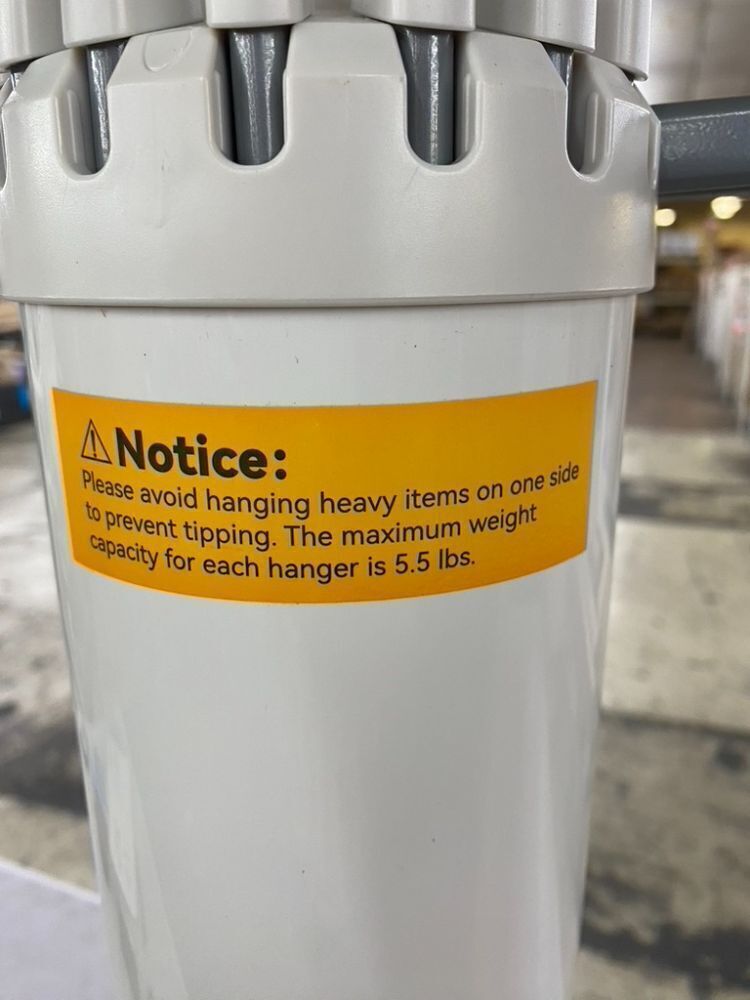 ⚠Notice:
Please avoid hanging heavy items on one side
to prevent tipping. The maximum weight
capacity for each hanger is 5.5 lbs.